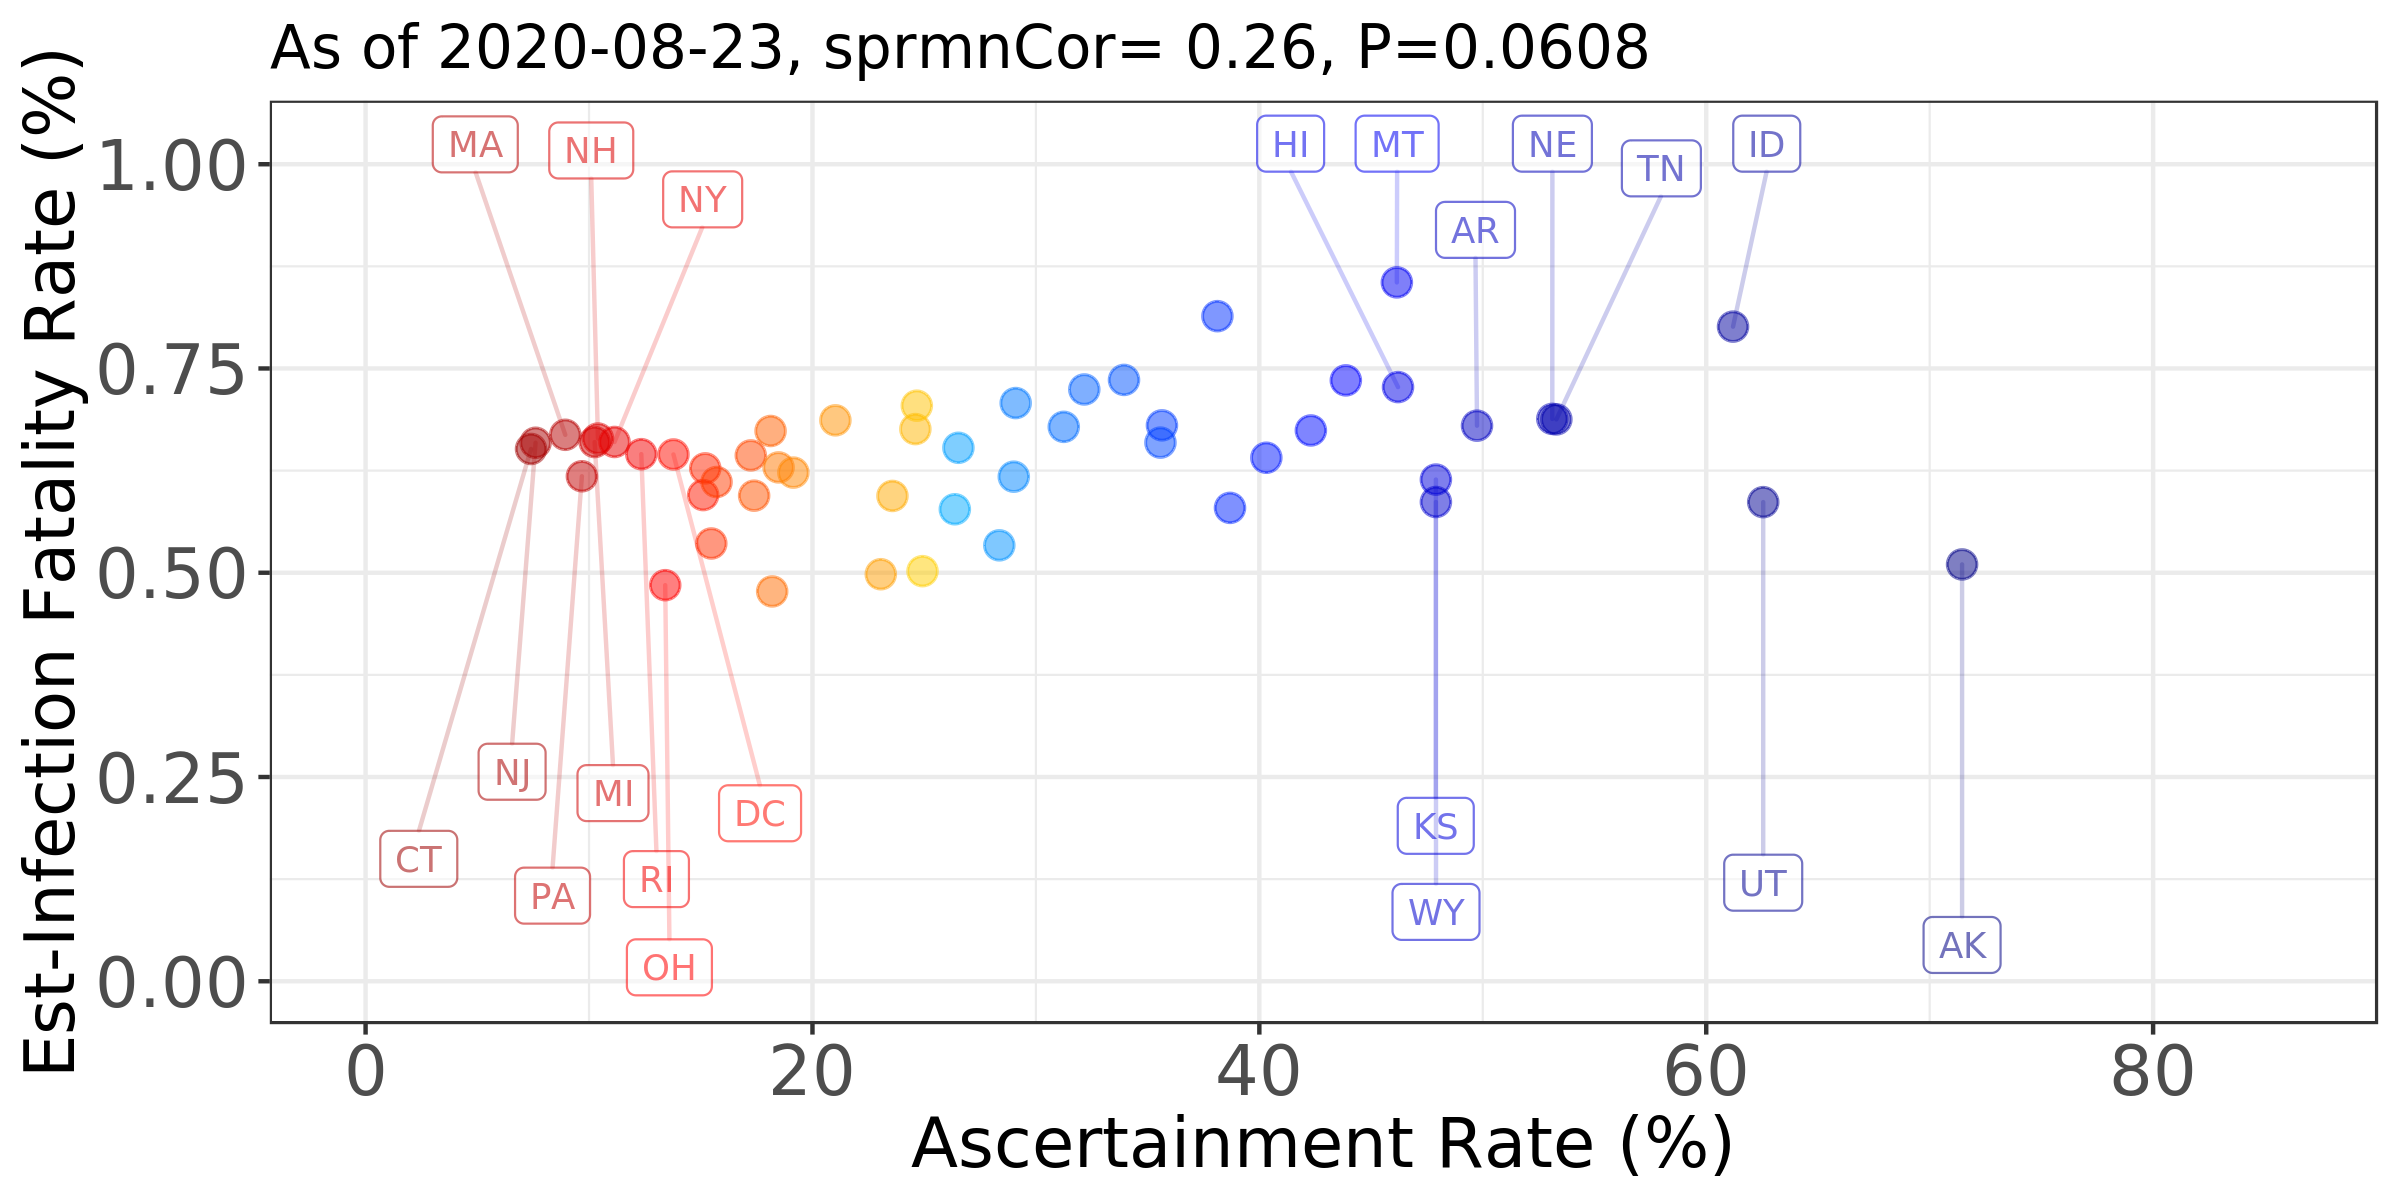 As of 2020-08-23, sprmnCor= 0.26, P=0.0608
Est-Infection Fatality Rate (%)
1.00
0.75
0.50
0.25
0.00
MA
NH
NY
HI
MT
AR
NE
TN
ID
NJ
MI
DC
CT
PA
RI
OH
KS
WY
UT
AK
0
20
40
60
80
Ascertainment Rate (%)